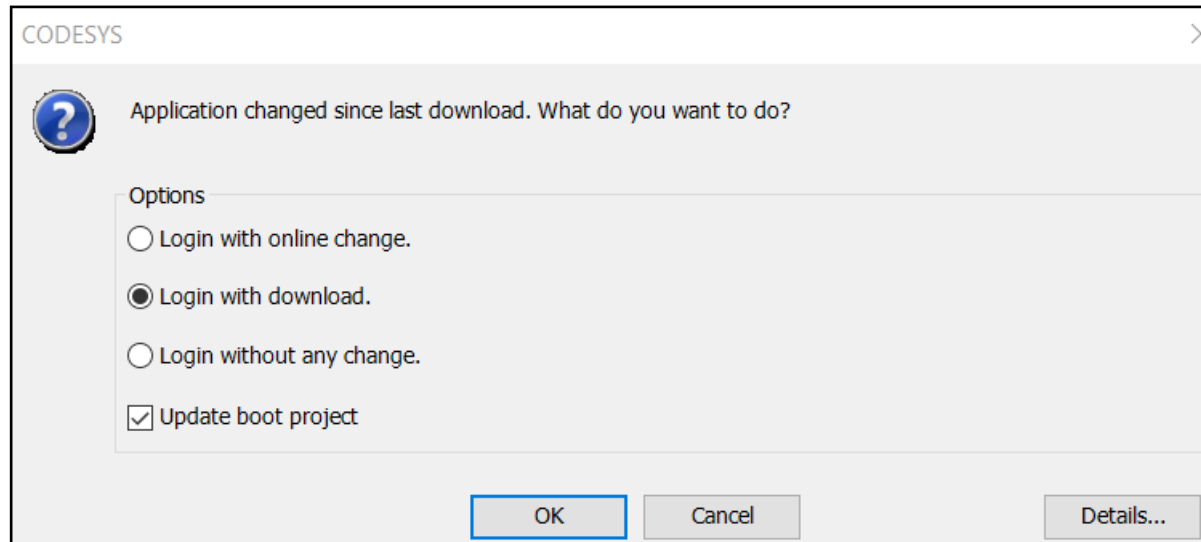 CODESYS
Application changed since last download. What do you want to do?
Options
Login with online change.
Login with download.
Login without any change.
Update boot project
OK
Cancel
Details...